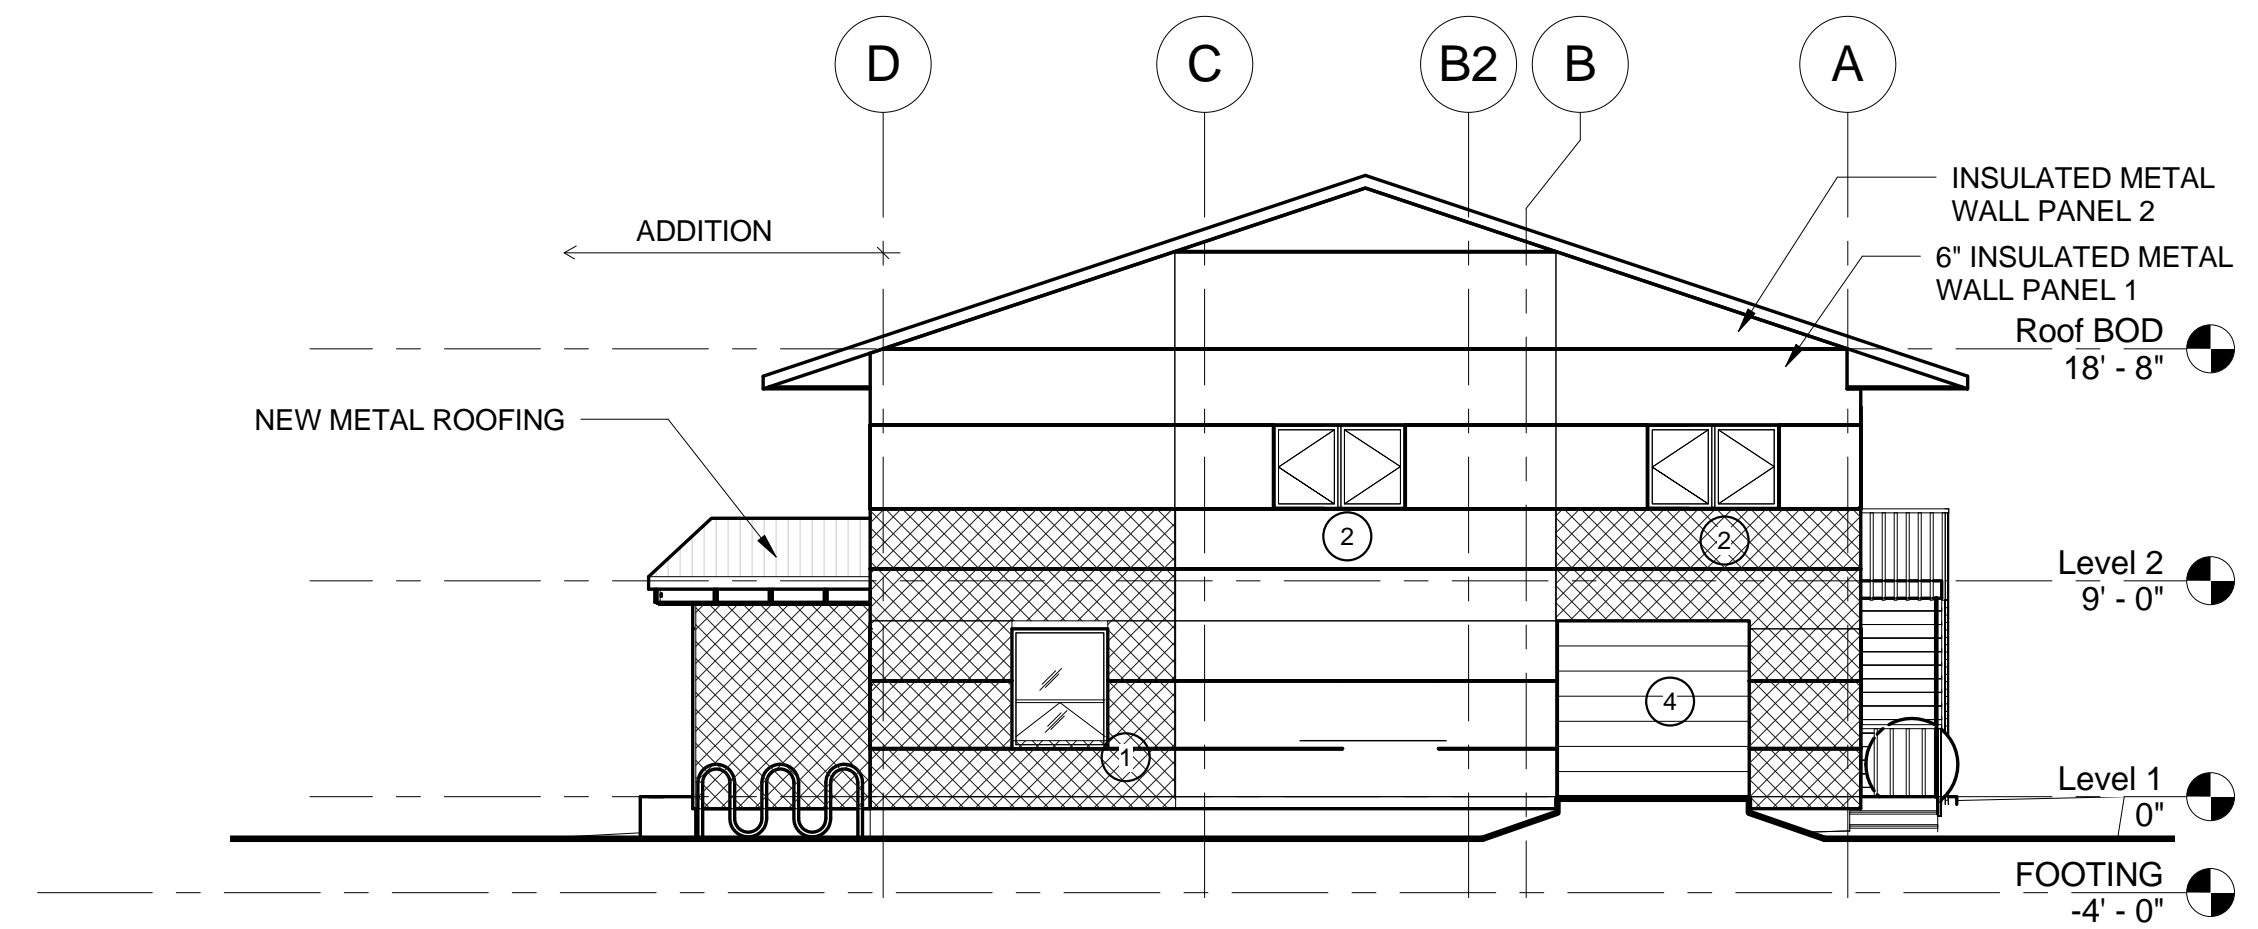 D
C
B2
B
A
INSULATED METAL
WALL PANEL 2
ADDITION
6" INSULATED METAL
WALL PANEL 1
Roof BOD
18' - 8"
NEW METAL ROOFING
2
2
Level 2
9' - 0"
4
1
Level 1
0"
FOOTING
-4' - 0"